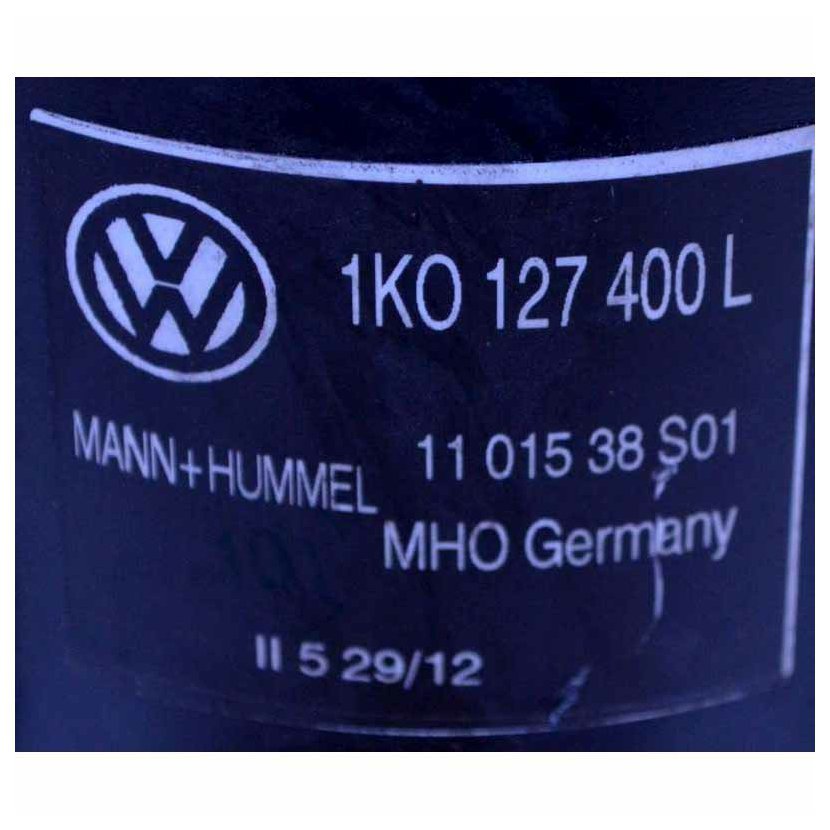 1KO 127 400 L
MANN+HUMMEL 11 015 38 S01
MHO Germany
II 5 29/12